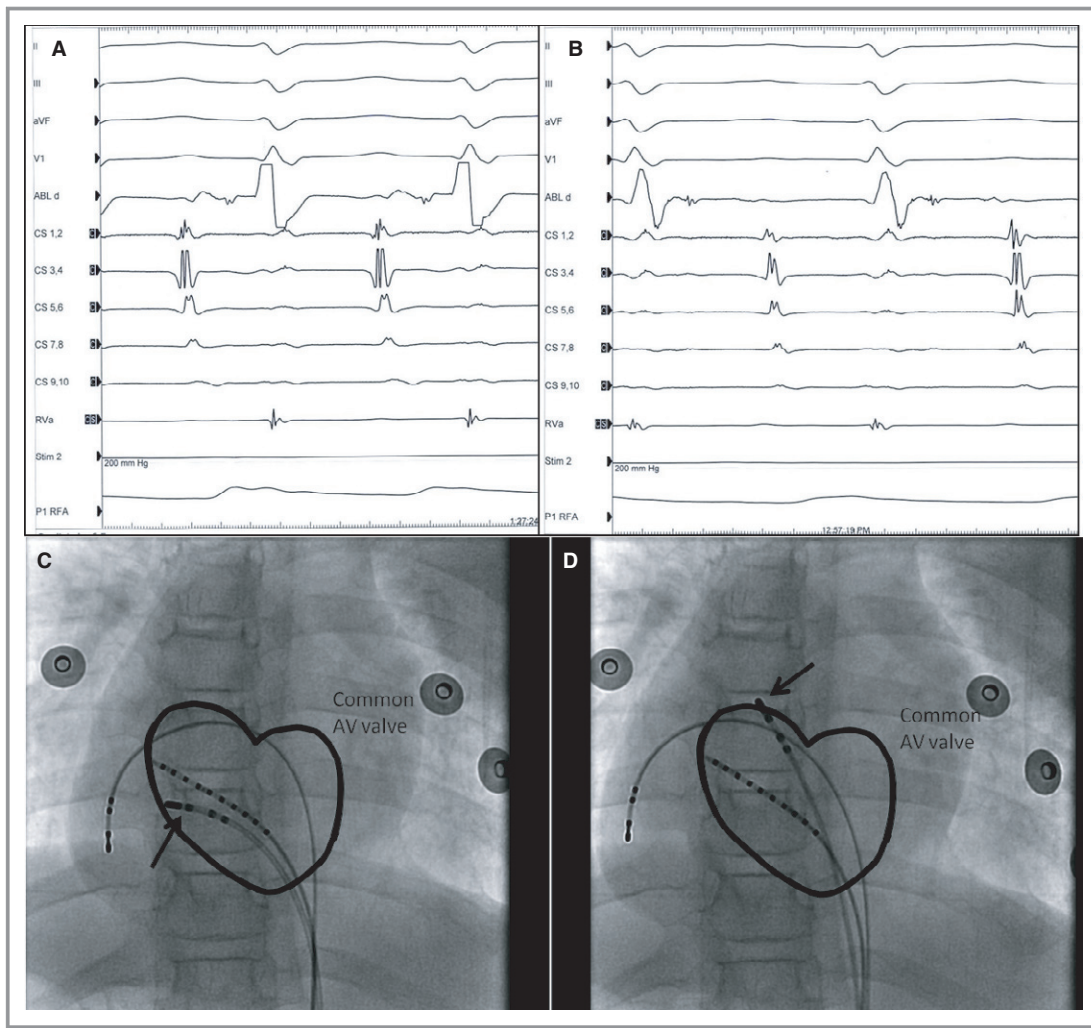 A
II
III
aVF
V1
ABL d
CS 1,2
CS 3,4
CS 5,6
CS 7,8
CS 9,10
RVa
Stim 2
200 mm Hg
P1 RFA
1:27:24
B
II
III
aVF
V1
ABL d
CS 1,2
CS 3,4
CS 5,6
CS 7,8
CS 9,10
RVa
Stim 2
200 mm Hg
P1 RFA
12:57:19 PM
C
Common
AV valve
D
Common
AV valve